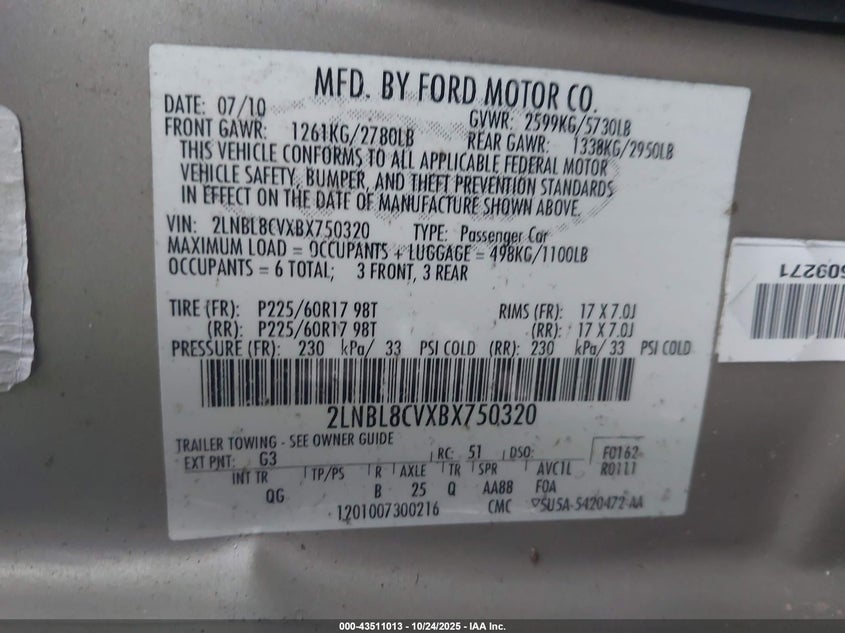 MFD. BY FORD MOTOR CO.
DATE: 07/10 GVWR: 2599KG/5730LB
FRONT GAWR: 1261KG/2780LB REAR GAWR: 1338KG/2950LB
THIS VEHICLE CONFORMS TO ALL APPLICABLE FEDERAL MOTOR
VEHICLE SAFETY, BUMPER, AND THEFT PREVENTION STANDARDS
IN EFFECT ON THE DATE OF MANUFACTURE SHOWN ABOVE.
VIN: 2LNBL8CVXBX750320 TYPE: Passenger Car
MAXIMUM LOAD = OCCUPANTS + LUGGAGE = 498KG/1100LB
OCCUPANTS = 6 TOTAL; 3 FRONT, 3 REAR
TIRE (FR): P225/60R17 98T RIMS (FR): 17 X 7.0J
(RR): P225/60R17 98T (RR): 17 X 7.0J
PRESSURE (FR): 230 kPa/ 33 PSI COLD (RR): 230 kPa/ 33 PSI COLD
2LNBL8CVXBX750320
TRAILER TOWING - SEE OWNER GUIDE
EXT PNT: G3 RC: 51 DSO: F0162
INT TR TP/PS R AXLE TR SPR AVCTL R0111
QG B 25 Q AA88 FOA
1201007300216 CMC ▽5U5A-5420472-AA
609271
000-43511013 - 10/24/2025 - IAA Inc.